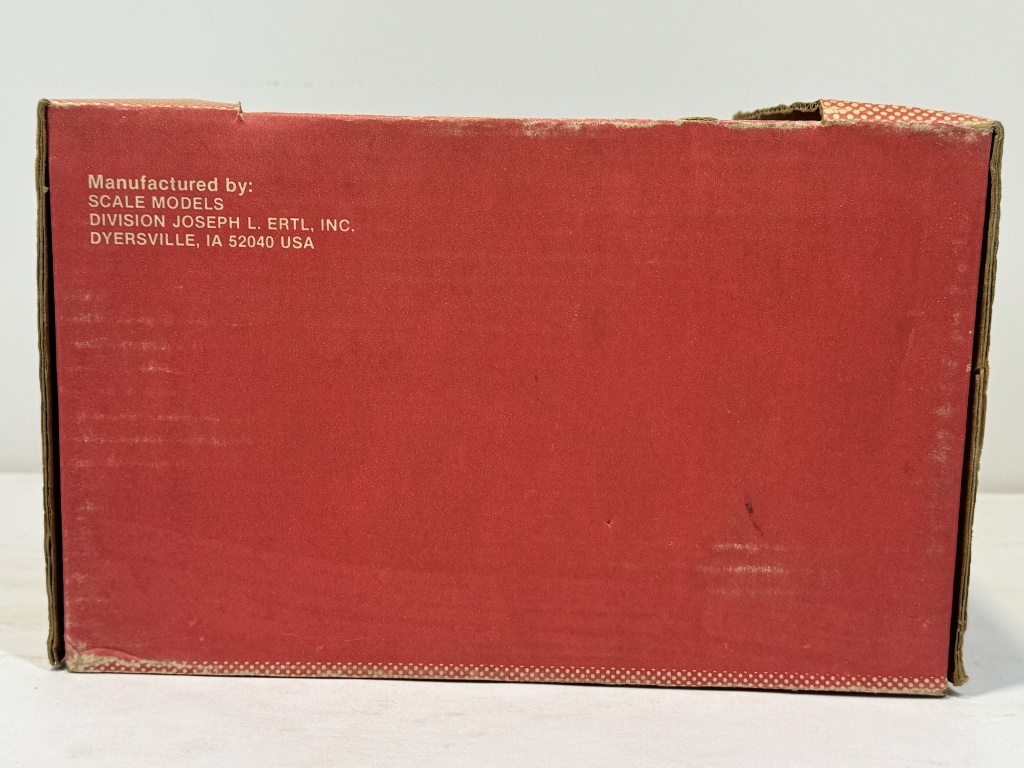 Manufactured by:
SCALE MODELS
DIVISION JOSEPH L. ERTL, INC.
DYERSVILLE, IA 52040 USA